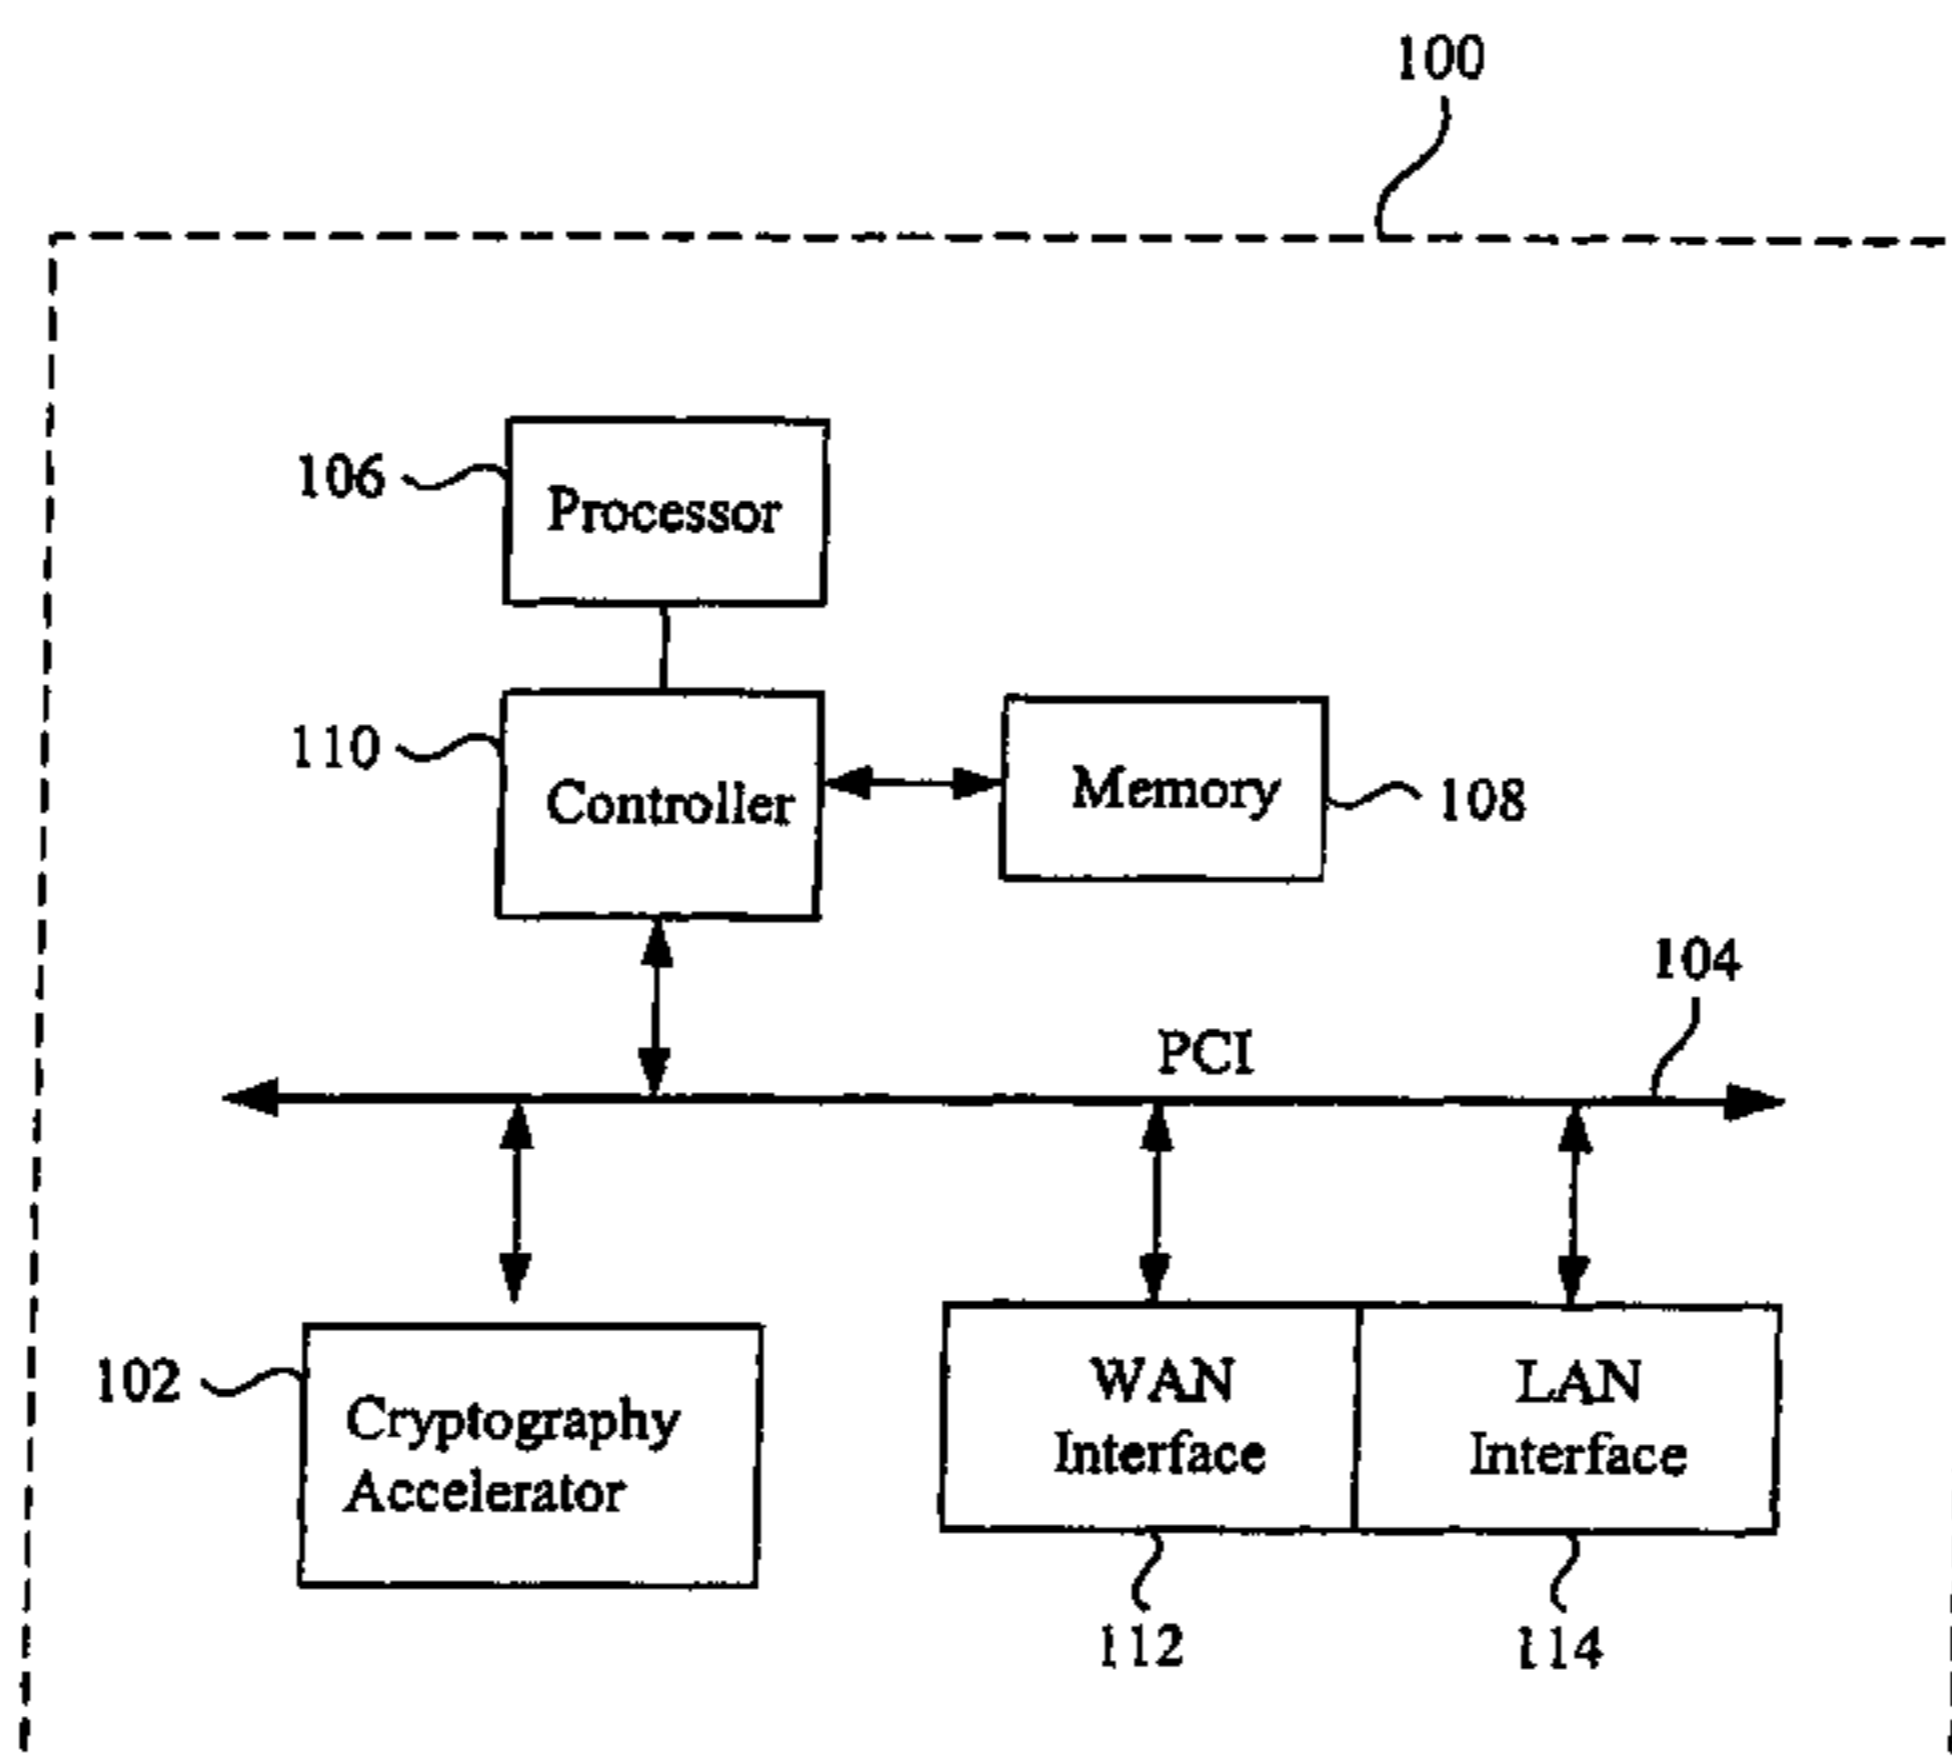 100
106
Processor
110
Controller
Memory
108
104
PCI
102
Cryptography
Accelerator
WAN
Interface
LAN
Interface
112
114